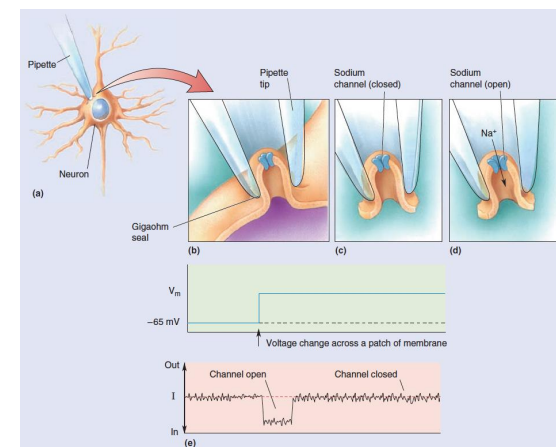 Pipette
Neuron
(a)
Pipette
tip
Sodium
channel (closed)
Sodium
channel (open)
Na+
Gigaohm
seal
(b)
(c)
(d)
Vm
–65 mV
Voltage change across a patch of membrane
Out
Channel open
Channel closed
I
In
(e)